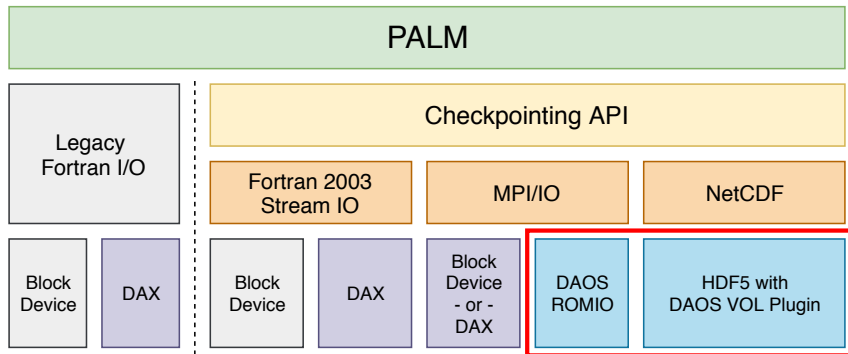 PALM
Legacy
Fortran I/O
Checkpointing API
Fortran 2003
Stream IO
MPI/IO
NetCDF
Block
Device
DAX
Block
Device
DAX
Block
Device
- or -
DAX
DAOS
ROMIO
HDF5 with
DAOS VOL Plugin